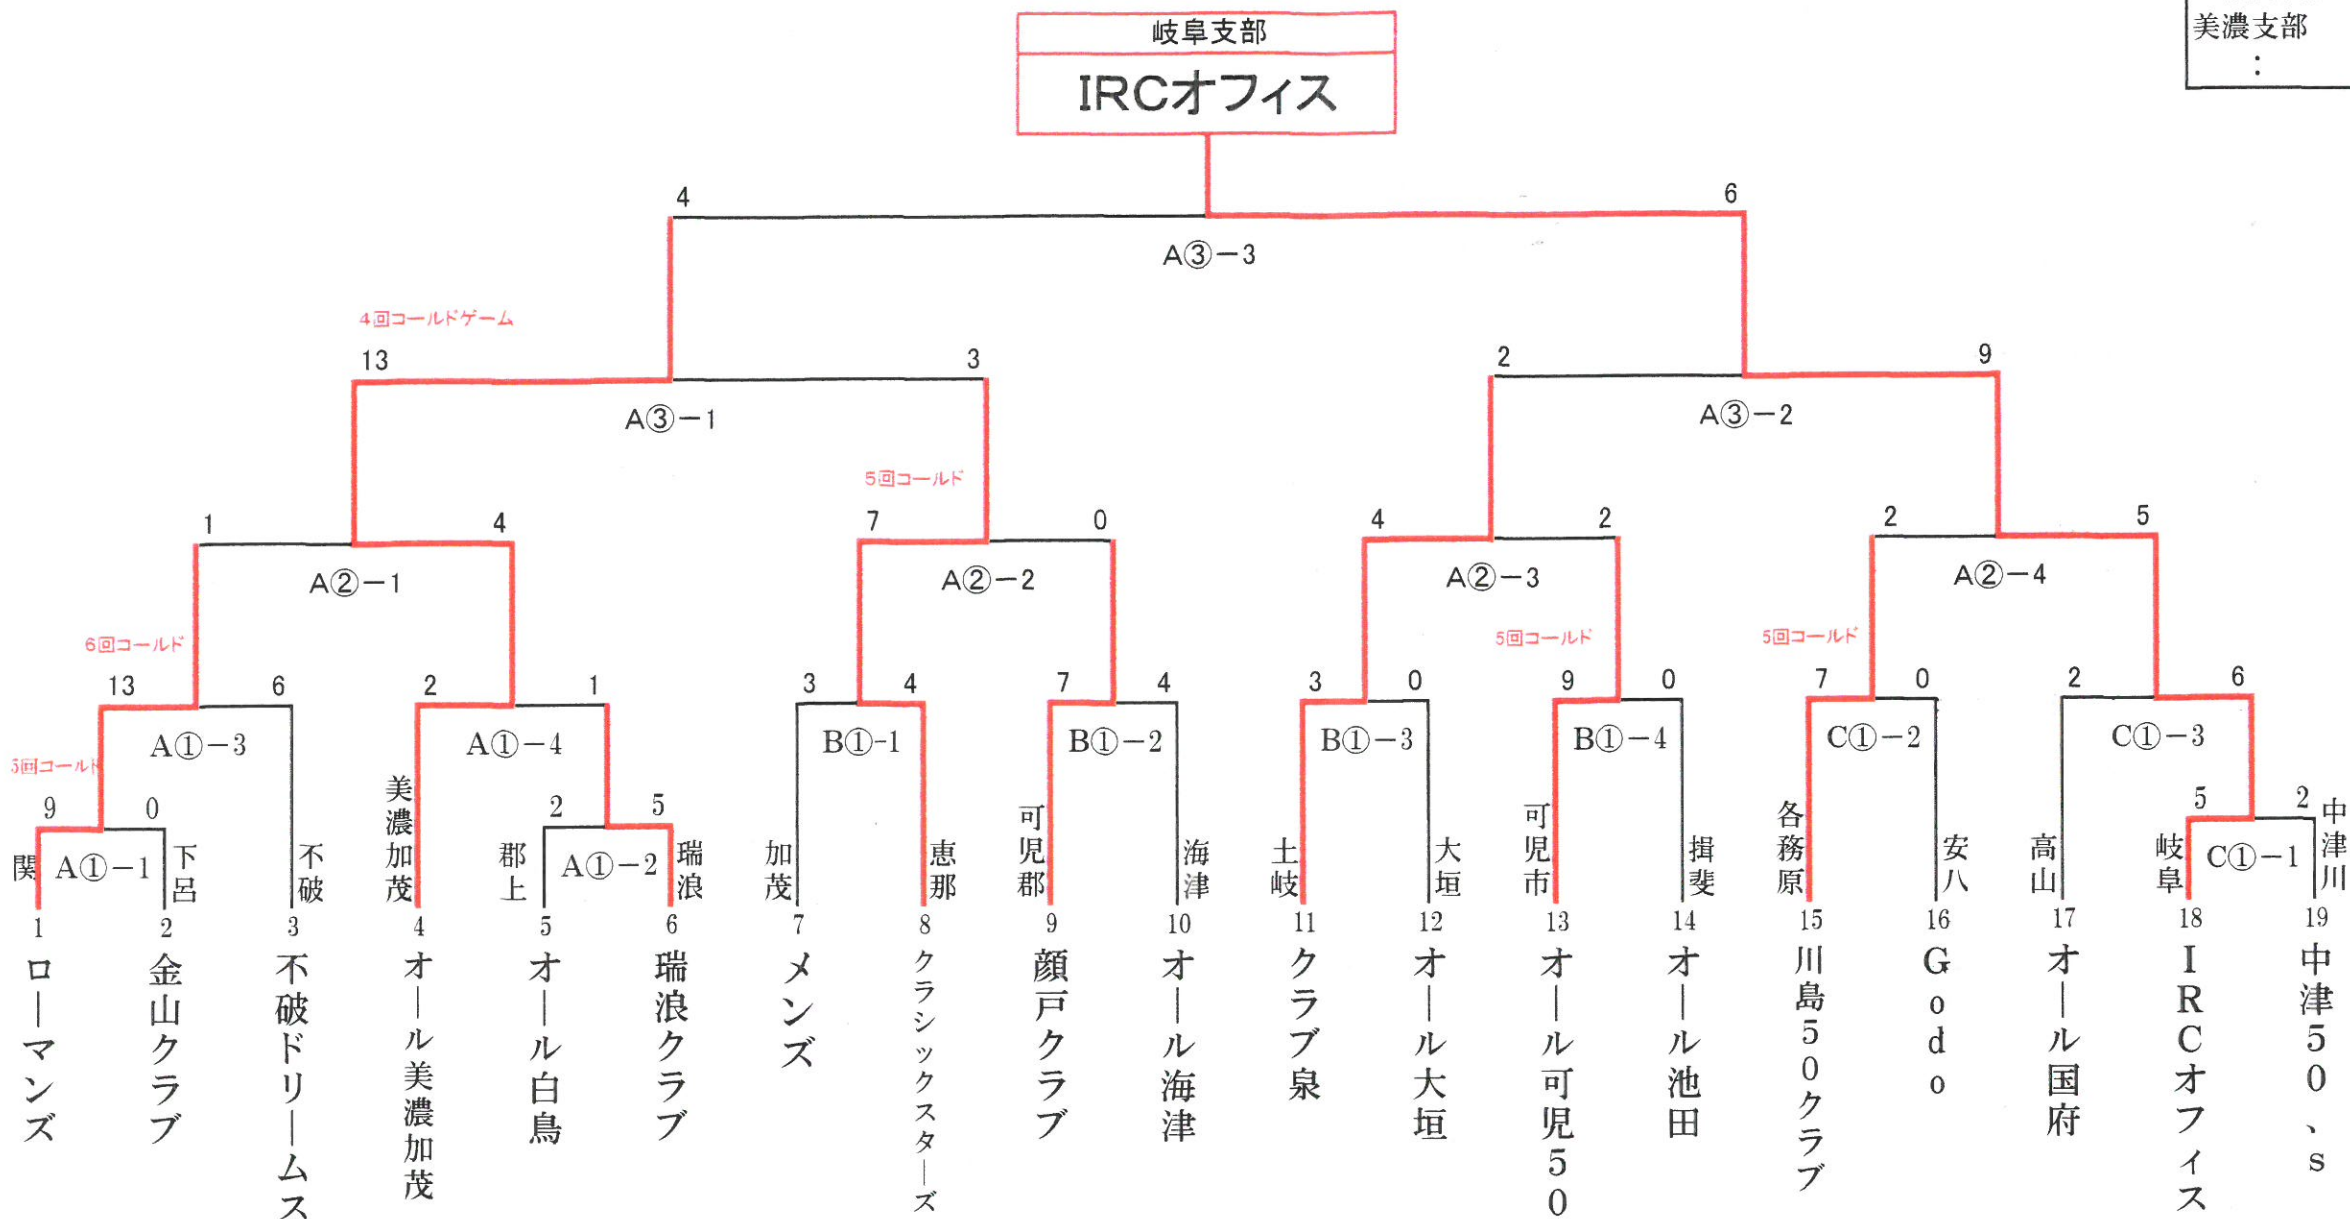 美濃支部
:
岐阜支部
IRCオフィス
4
6
A③-3
4回コールドゲーム
13
3
2
9
A③-1
A③-2
5回コールド
1
4
7
0
4
2
2
5
A②-1
A②-2
A②-3
A②-4
6回コールド
5回コールド
5回コールド
13
6
2
1
3
4
7
4
3
0
9
0
7
0
2
6
A①-3
A①-4
B①-1
B①-2
B①-3
B①-4
C①-2
C①-3
5回コールド
9
0
2
5
5
2
A①-1
A①-2
C①-1
関
下呂
不破
美濃加茂
郡上
瑞浪
加茂
恵那
可児郡
海津
土岐
大垣
可児市
揖斐
各務原
安八
高山
岐阜
中津川
1
2
3
4
5
6
7
8
9
10
11
12
13
14
15
16
17
18
19
ローマンズ
金山クラブ
不破ドリームス
オール美濃加茂
オール白鳥
瑞浪クラブ
メンズ
クラシックスターズ
顔戸クラブ
オール海津
クラブ泉
オール大垣
オール可児50
オール池田
川島50クラブ
Godo
オール国府
IRCオフィス
中津50、s